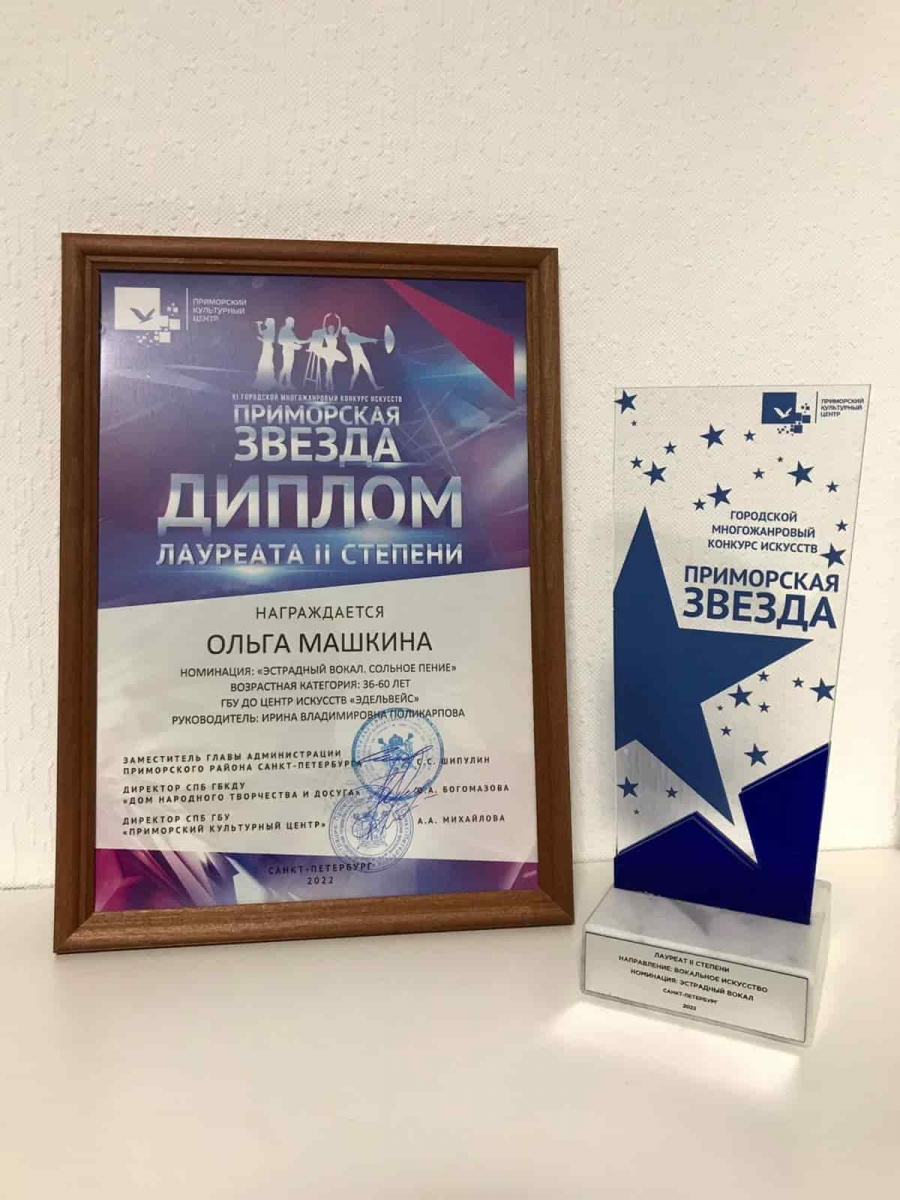 ПРИМОРСКИЙ
КУЛЬТУРНЫЙ
ЦЕНТР
XI ГОРОДСКОЙ МНОГОЖАНРОВЫЙ КОНКУРС ИСКУССТВ
ПРИМОРСКАЯ
ЗВЕЗДА
ДИПЛОМ
ЛАУРЕАТА II СТЕПЕНИ
НАГРАЖДАЕТСЯ
ОЛЬГА МАШКИНА
НОМИНАЦИЯ: «ЭСТРАДНЫЙ ВОКАЛ. СОЛЬНОЕ ПЕНИЕ»
ВОЗРАСТНАЯ КАТЕГОРИЯ: 36-60 ЛЕТ
ГБУ ДО ЦЕНТР ИСКУССТВ «ЭДЕЛЬВЕЙС»
РУКОВОДИТЕЛЬ: ИРИНА ВЛАДИМИРОВНА ПОЛИКАРПОВА
ЗАМЕСТИТЕЛЬ ГЛАВЫ АДМИНИСТРАЦИИ
ПРИМОРСКОГО РАЙОНА САНКТ-ПЕТЕРБУРГА С.С. ШИПУЛИН
ДИРЕКТОР СПБ ГБКДУ
«ДОМ НАРОДНОГО ТВОРЧЕСТВА И ДОСУГА» БОГОМАЗОВА
ДИРЕКТОР СПБ ГБУ
«ПРИМОРСКИЙ КУЛЬТУРНЫЙ ЦЕНТР» А.А. МИХАЙЛОВА
САНКТ-ПЕТЕРБУРГ
2022
ПРИМОРСКИЙ
КУЛЬТУРНЫЙ
ЦЕНТР
ГОРОДСКОЙ
МНОГОЖАНРОВЫЙ
КОНКУРС ИСКУССТВ
ПРИМОРСКАЯ
ЗВЕЗДА
ЛАУРЕАТ II СТЕПЕНИ
НАПРАВЛЕНИЕ: ВОКАЛЬНОЕ ИСКУССТВО
НОМИНАЦИЯ: ЭСТРАДНЫЙ ВОКАЛ
САНКТ-ПЕТЕРБУРГ
2022